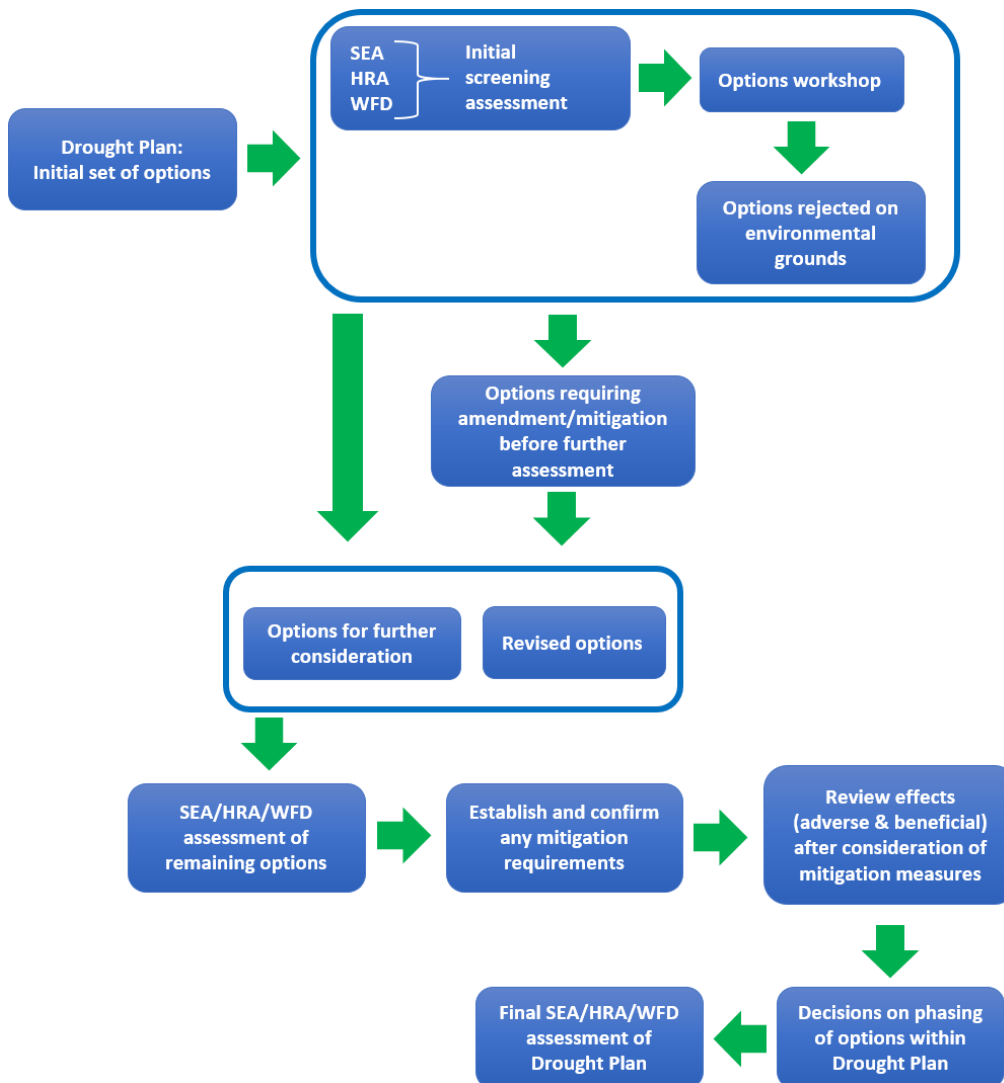 SEA
HRA
WFD
Initial
screening
assessment
Options workshop
Drought Plan:
Initial set of options
Options rejected on
environmental
grounds
Options requiring
amendment/mitigation
before further
assessment
Options for further
consideration
Revised options
SEA/HRA/WFD
assessment of
remaining options
Establish and confirm
any mitigation
requirements
Review effects
(adverse & beneficial)
after consideration of
mitigation measures
Final SEA/HRA/WFD
assessment of
Drought Plan
Decisions on phasing
of options within
Drought Plan